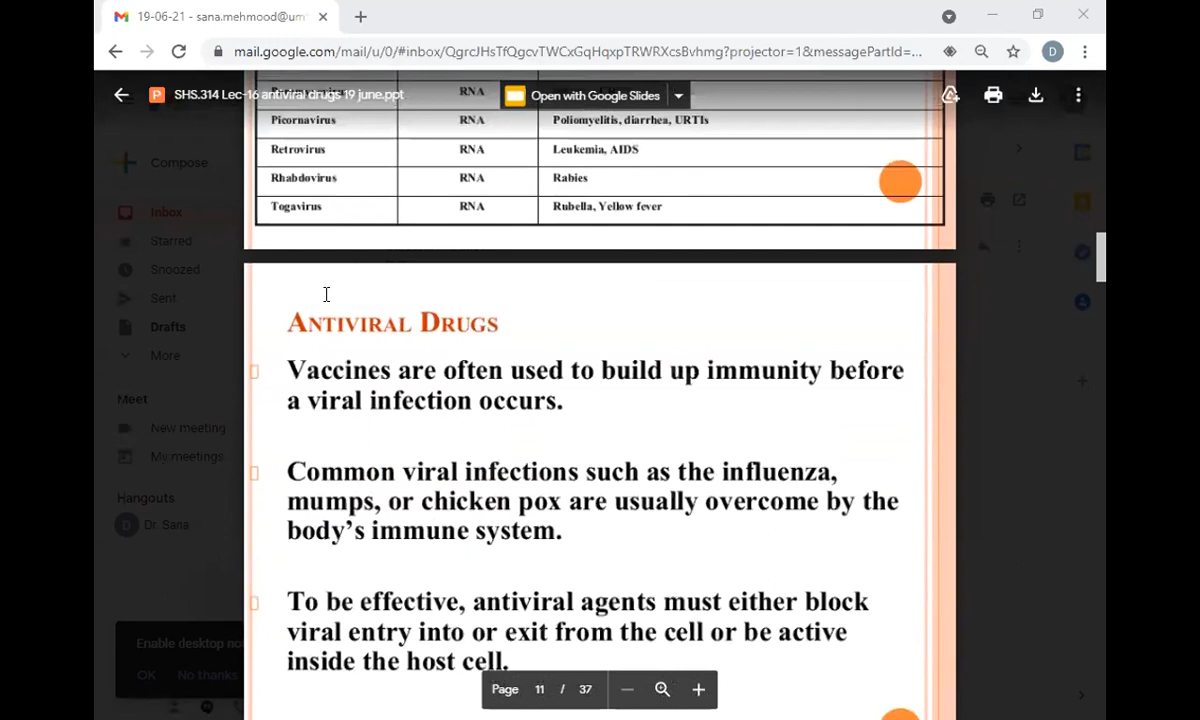 19-06-21 - sana.mehmood@um
mail.google.com/mail/u/0/#inbox/QgrcJHsTfQgcvTWCxGqHqxpTRWRXcsBvhmg?projector=1&messagePartId=...
D
P SHS.314 Lec-16 antiviral drugs 19 june.ppt
Open with Google Slides
RNA
Picornavirus RNA Poliomyelitis, diarrhea, URTIs
Retrovirus RNA Leukemia, AIDS
Rhabdovirus RNA Rabies
Togavirus RNA Rubella, Yellow fever
Compose
Inbox
Starred
Snoozed
Sent
Drafts
More
Meet
New meeting
My meetings
Hangouts
D Dr. Sana
Enable desktop not
OK No thanks
ANTIVIRAL DRUGS
Vaccines are often used to build up immunity before
a viral infection occurs.
Common viral infections such as the influenza,
mumps, or chicken pox are usually overcome by the
body's immune system.
To be effective, antiviral agents must either block
viral entry into or exit from the cell or be active
inside the host cell.
Page 11 / 37